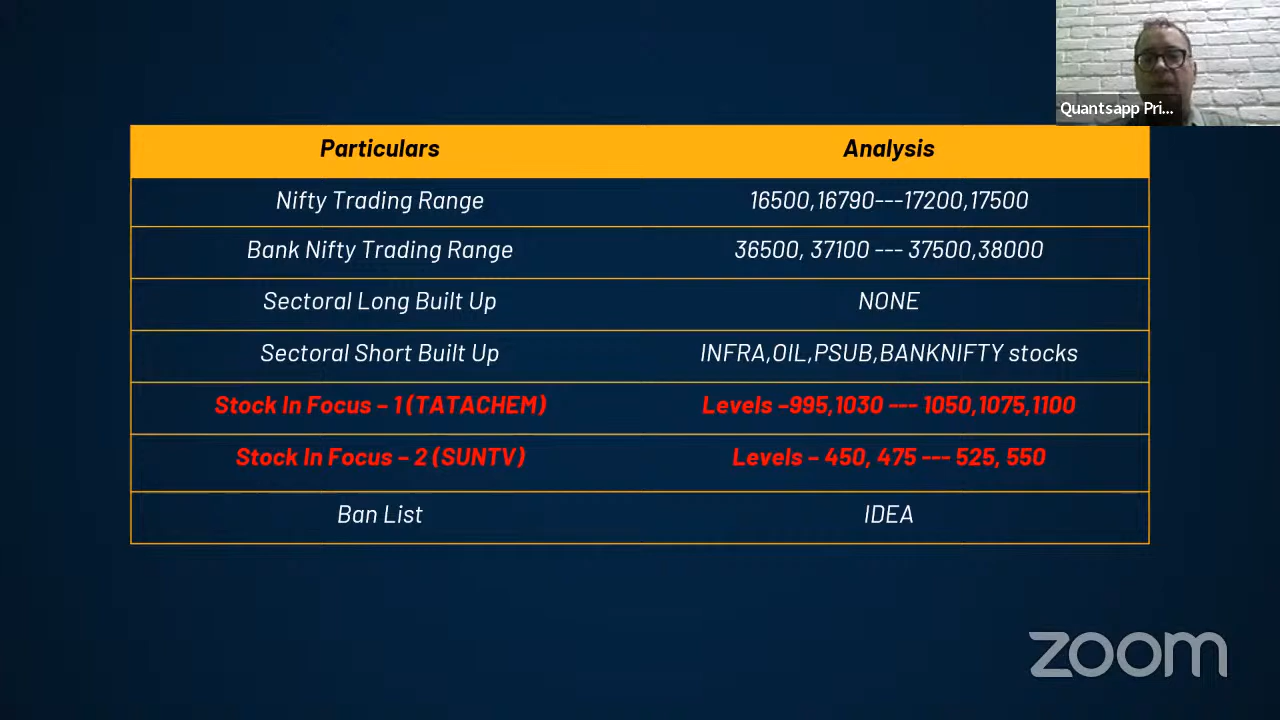 Quantsapp Pri...
Particulars Analysis
Nifty Trading Range 16500,16790---17200,17500
Bank Nifty Trading Range 36500, 37100 --- 37500,38000
Sectoral Long Built Up NONE
Sectoral Short Built Up INFRA,OIL,PSUB,BANKNIFTY stocks
Stock In Focus – 1 (TATACHEM) Levels –995,1030 --- 1050,1075,1100
Stock In Focus – 2 (SUNTV) Levels – 450, 475 --- 525, 550
Ban List IDEA
zoom